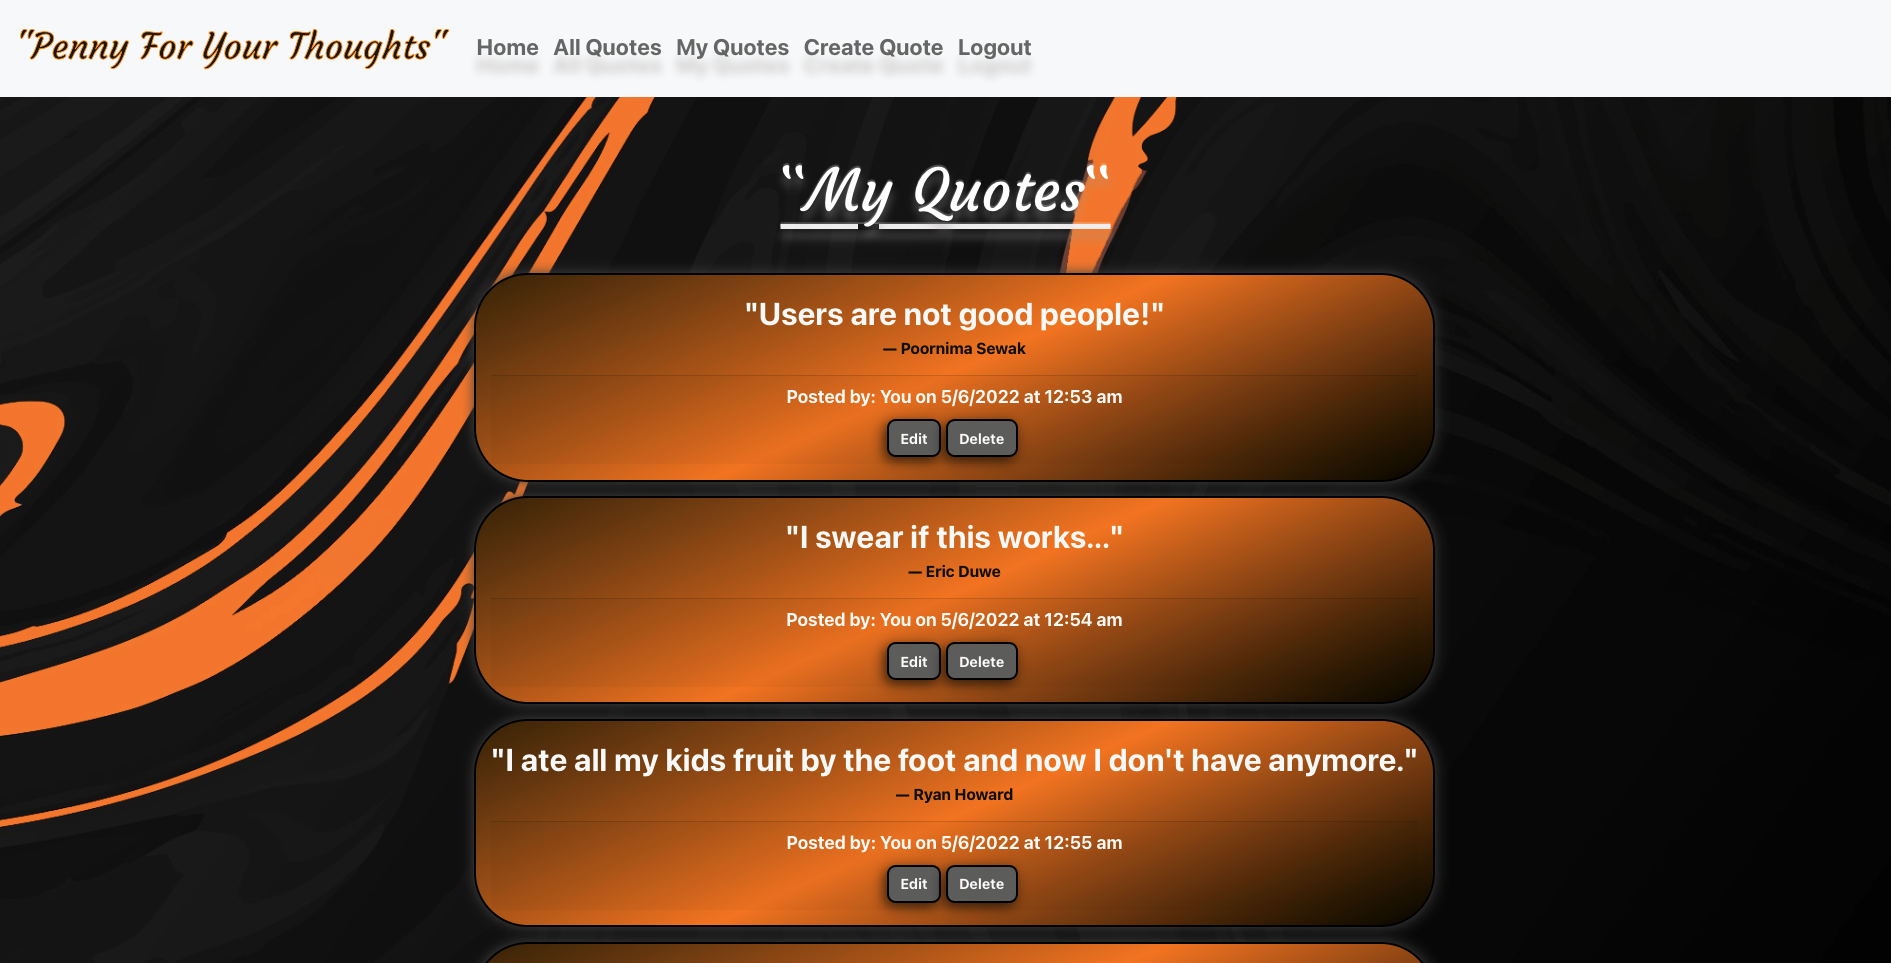 "Penny For Your Thoughts"
Home All Quotes My Quotes Create Quote Logout
‟My Quotes‟
"Users are not good people!"
— Poornima Sewak
Posted by: You on 5/6/2022 at 12:53 am
Edit Delete
"I swear if this works..."
— Eric Duwe
Posted by: You on 5/6/2022 at 12:54 am
Edit Delete
"I ate all my kids fruit by the foot and now I don't have anymore."
— Ryan Howard
Posted by: You on 5/6/2022 at 12:55 am
Edit Delete